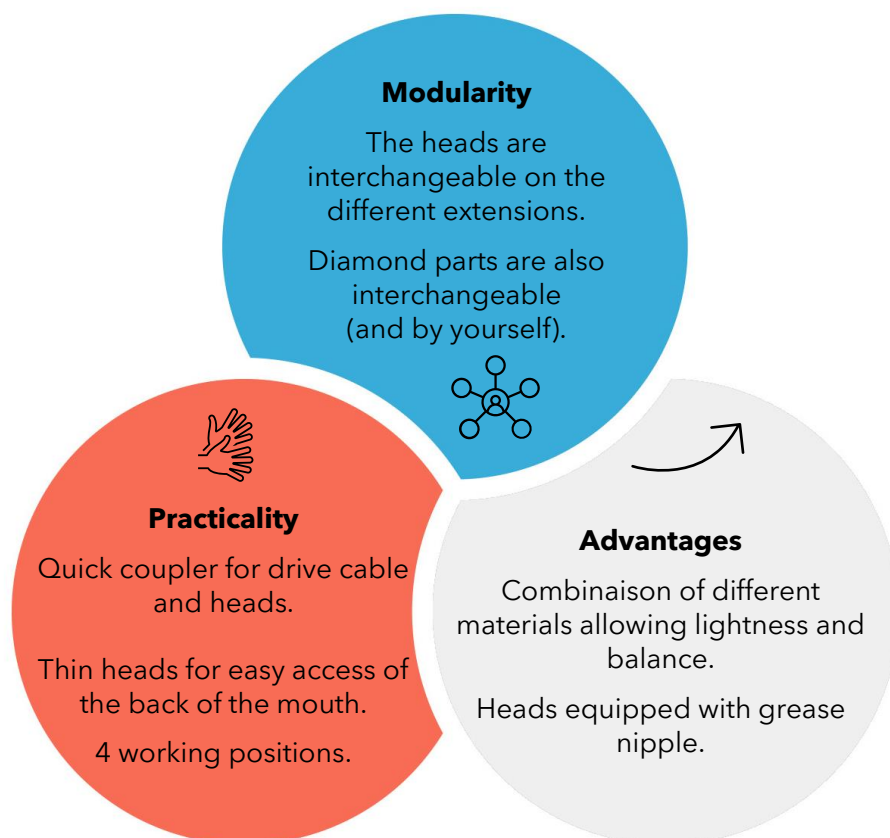 Modularity
The heads are
interchangeable on the
different extensions.
Diamond parts are also
interchangeable
(and by yourself).
Practicality
Quick coupler for drive cable
and heads.
Thin heads for easy access of
the back of the mouth.
4 working positions.
Advantages
Combinaison of different
materials allowing lightness and
balance.
Heads equipped with grease
nipple.